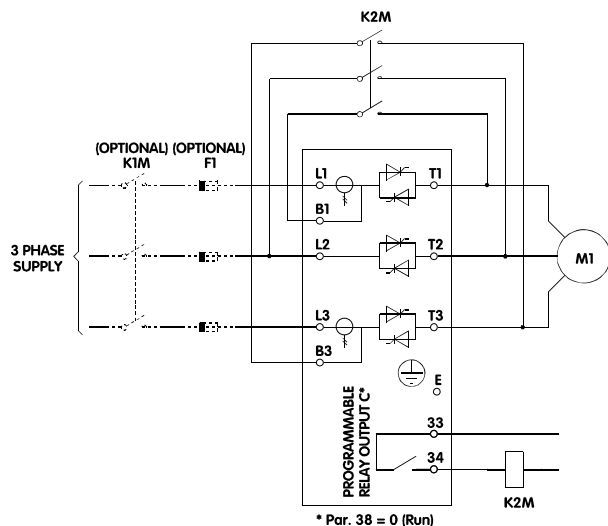 K2M
(OPTIONAL) (OPTIONAL)
K1M F1
L1 T1
B1
3 PHASE
SUPPLY
L2 T2
M1
L3 T3
B3
E
PROGRAMMABLE
RELAY OUTPUT C*
33
34
K2M
* Par. 38 = 0 (Run)